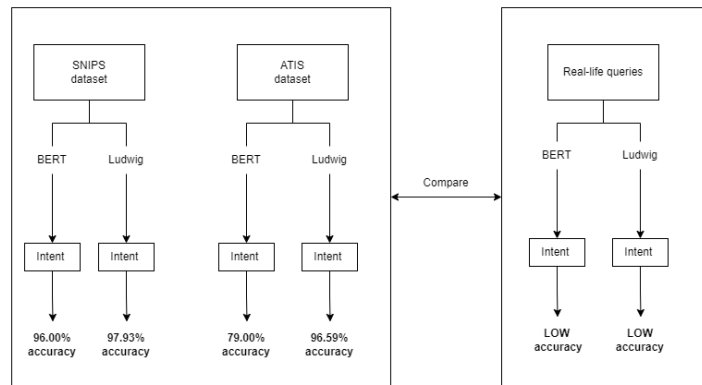 SNIPS
dataset
ATIS
dataset
Real-life queries
BERT
Ludwig
BERT
Ludwig
BERT
Ludwig
Compare
Intent
Intent
Intent
Intent
Intent
Intent
96.00%
accuracy
97.93%
accuracy
79.00%
accuracy
96.59%
accuracy
LOW
accuracy
LOW
accuracy